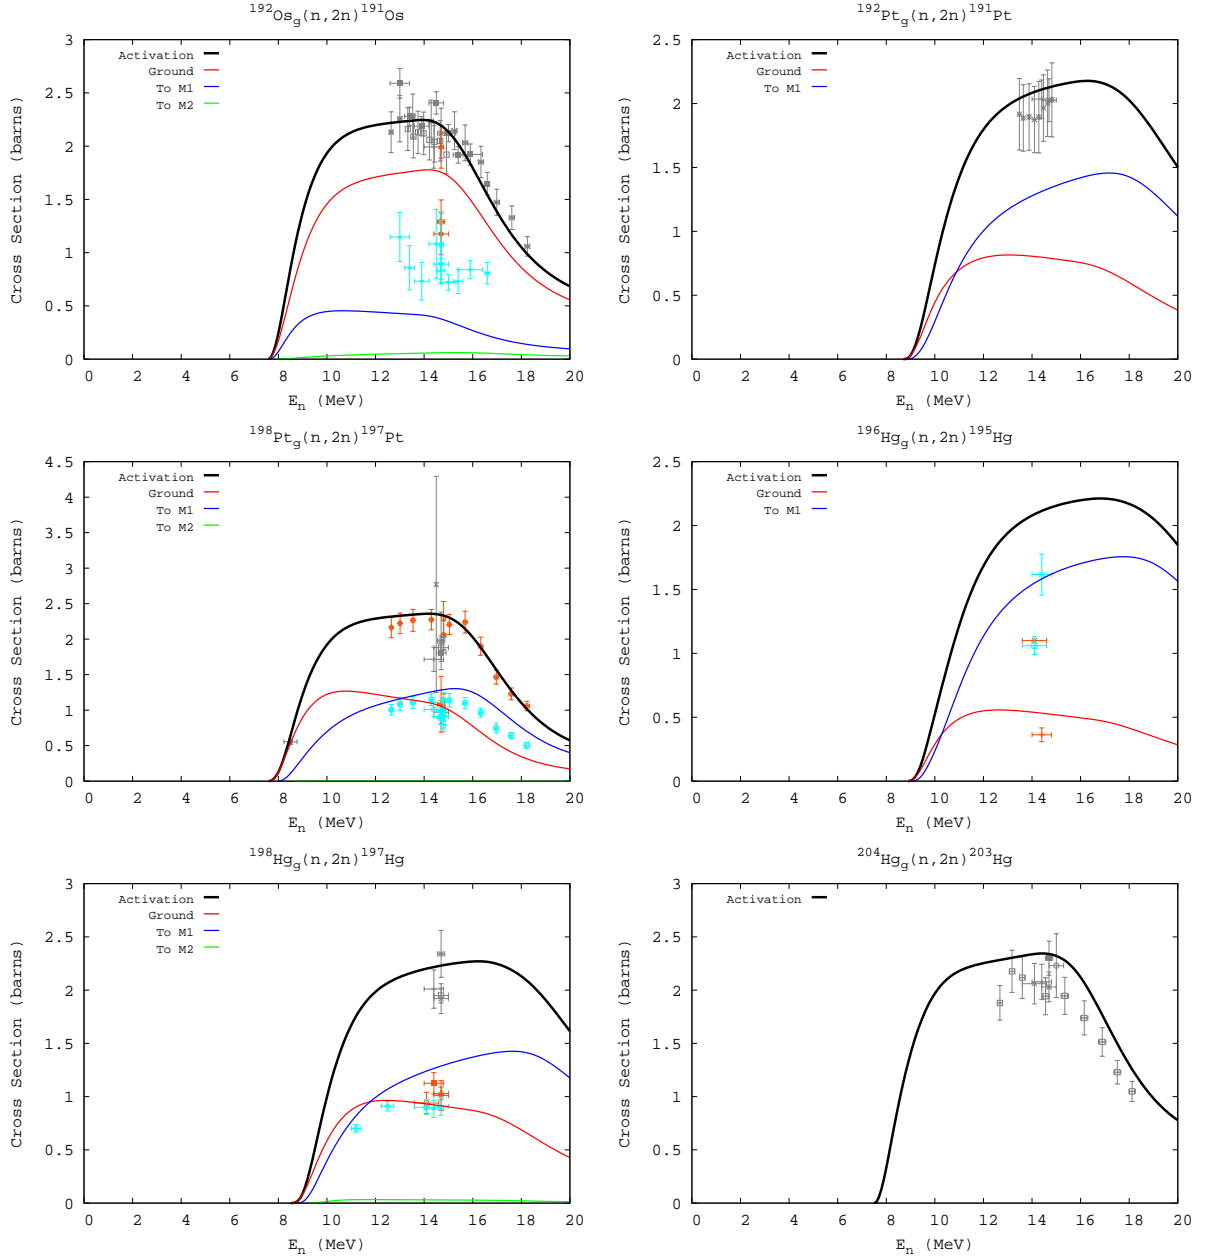 ¹⁹²Os_g(n,2n)¹⁹¹Os
3
2.5
2
1.5
1
0.5
0
Cross Section (barns)
Activation
Ground
To M1
To M2
0 2 4 6 8 10 12 14 16 18 20
E_n (MeV)
¹⁹²Pt_g(n,2n)¹⁹¹Pt
2.5
2
1.5
1
0.5
0
Cross Section (barns)
Activation
Ground
To M1
0 2 4 6 8 10 12 14 16 18 20
E_n (MeV)
¹⁹⁸Pt_g(n,2n)¹⁹⁷Pt
4.5
4
3.5
3
2.5
2
1.5
1
0.5
0
Cross Section (barns)
Activation
Ground
To M1
To M2
0 2 4 6 8 10 12 14 16 18 20
E_n (MeV)
¹⁹⁶Hg_g(n,2n)¹⁹⁵Hg
2.5
2
1.5
1
0.5
0
Cross Section (barns)
Activation
Ground
To M1
0 2 4 6 8 10 12 14 16 18 20
E_n (MeV)
¹⁹⁸Hg_g(n,2n)¹⁹⁷Hg
3
2.5
2
1.5
1
0.5
0
Cross Section (barns)
Activation
Ground
To M1
To M2
0 2 4 6 8 10 12 14 16 18 20
E_n (MeV)
²⁰⁴Hg_g(n,2n)²⁰³Hg
3
2.5
2
1.5
1
0.5
0
Cross Section (barns)
Activation
0 2 4 6 8 10 12 14 16 18 20
E_n (MeV)